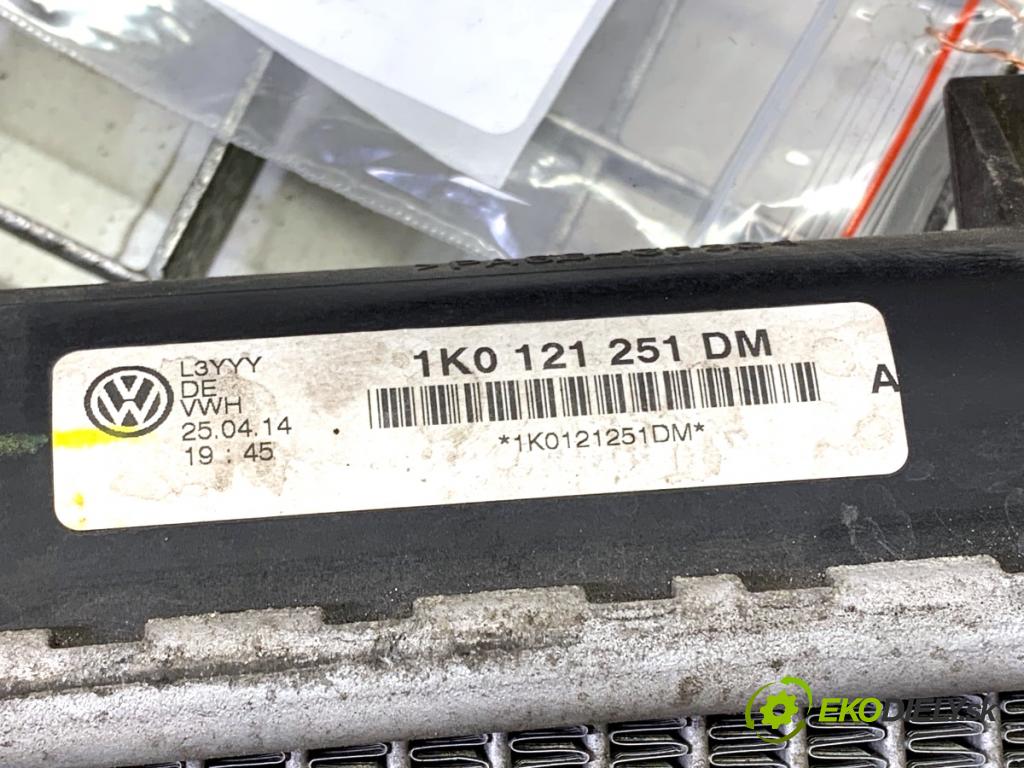 L3YYY
DE
VWH
25.04.14
19 : 45
1K0 121 251 DM
*1K0121251DM*
A
EKODIELY.SK